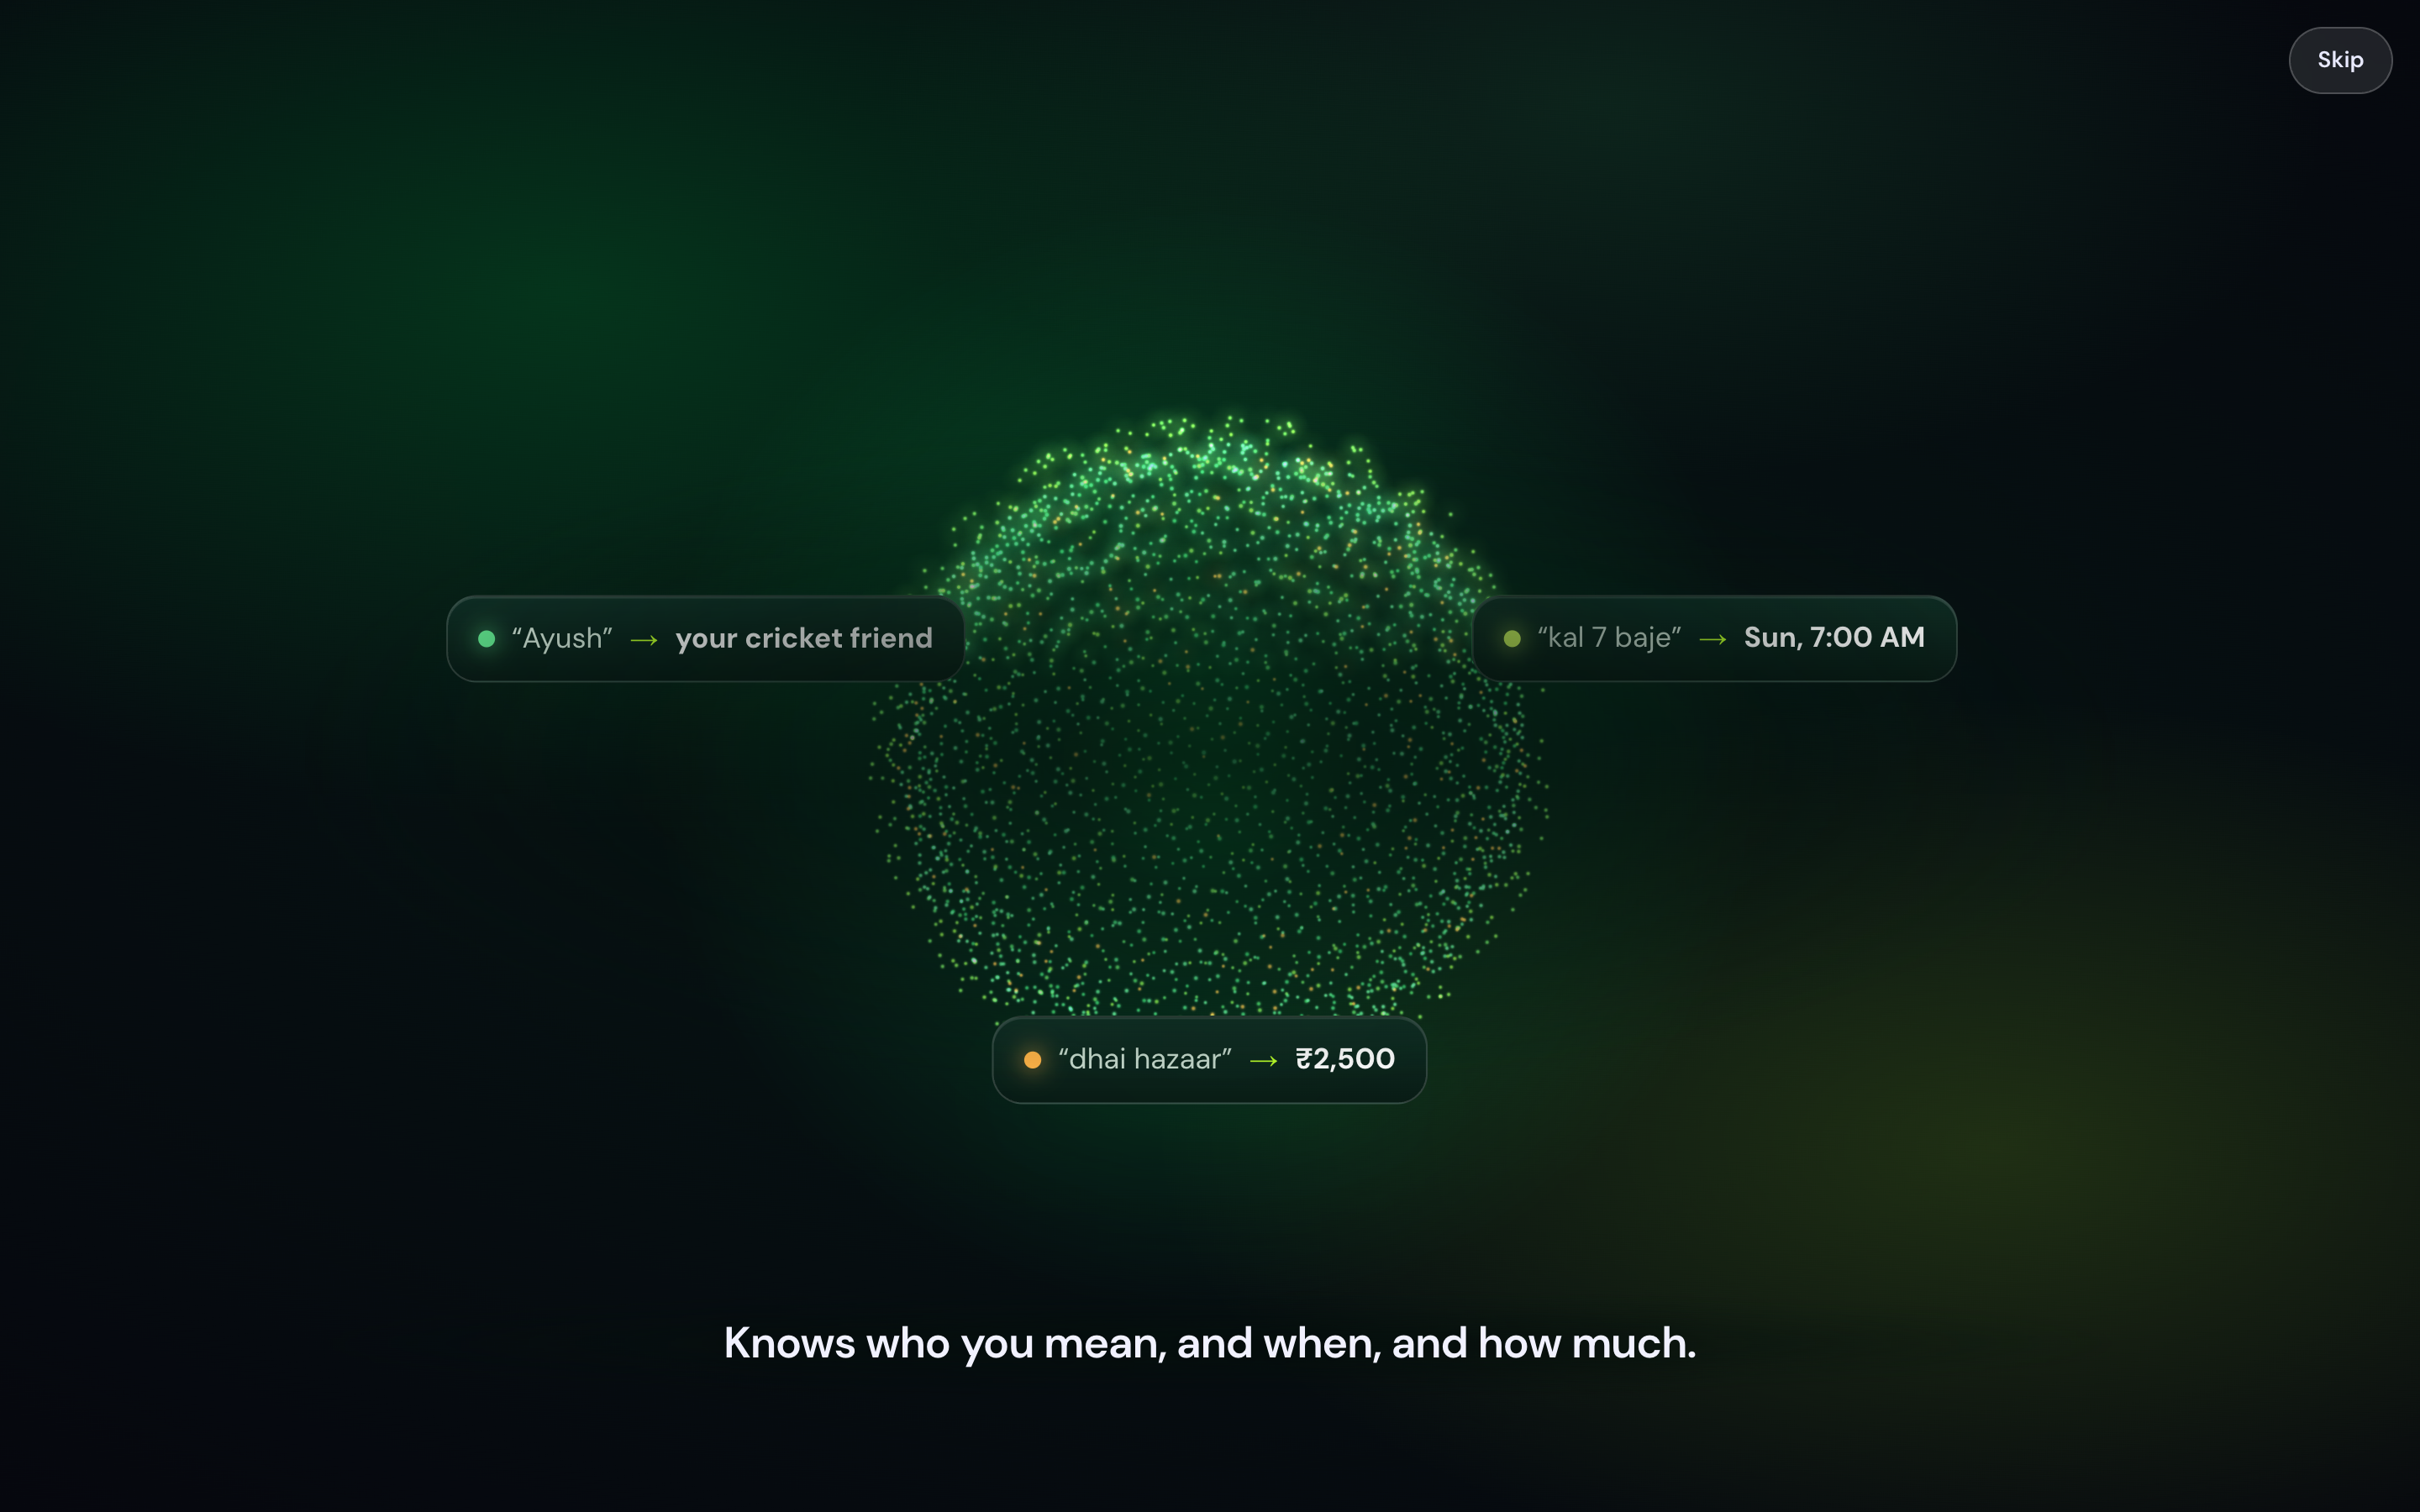 Skip
“Ayush” → your cricket friend
“kal 7 baje” → Sun, 7:00 AM
“dhai hazaar” → ₹2,500
Knows who you mean, and when, and how much.